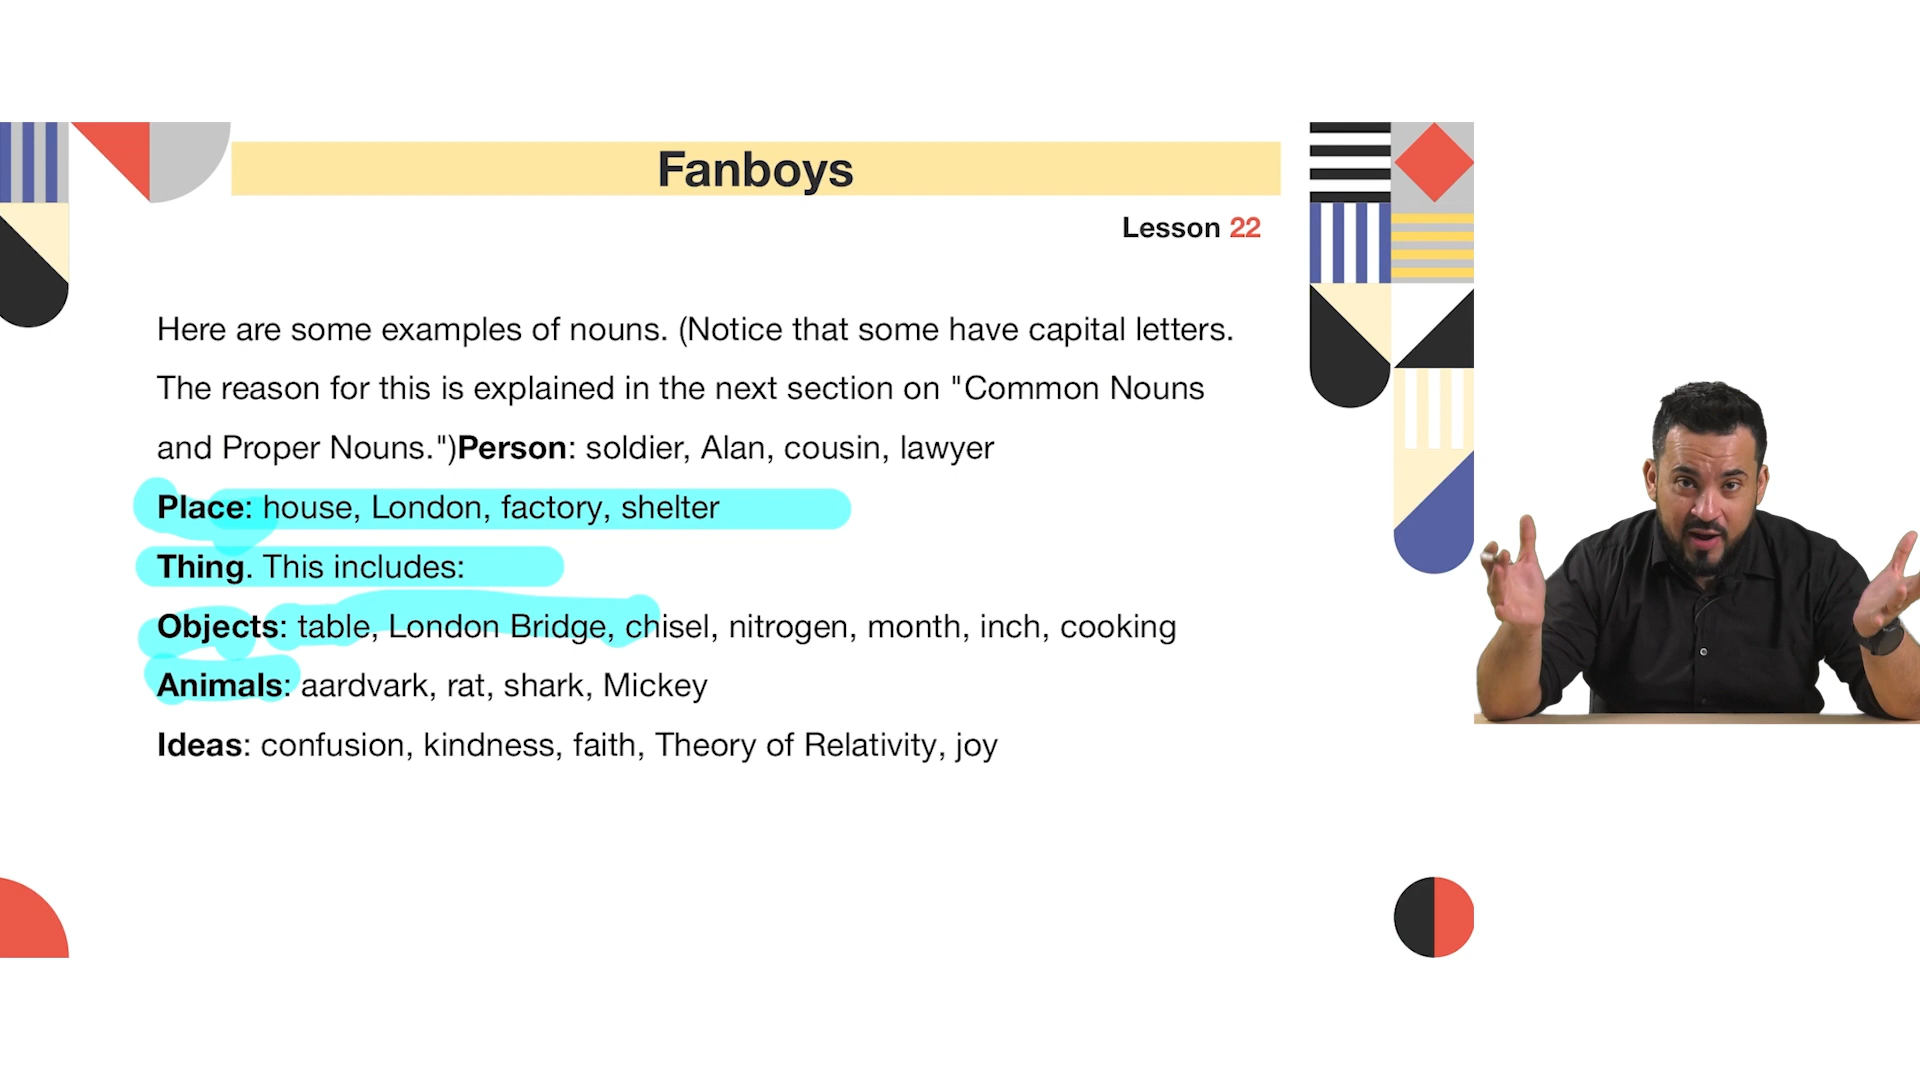 Fanboys
Lesson 22
Here are some examples of nouns. (Notice that some have capital letters.
The reason for this is explained in the next section on "Common Nouns
and Proper Nouns.")Person: soldier, Alan, cousin, lawyer
Place: house, London, factory, shelter
Thing. This includes:
Objects: table, London Bridge, chisel, nitrogen, month, inch, cooking
Animals: aardvark, rat, shark, Mickey
Ideas: confusion, kindness, faith, Theory of Relativity, joy